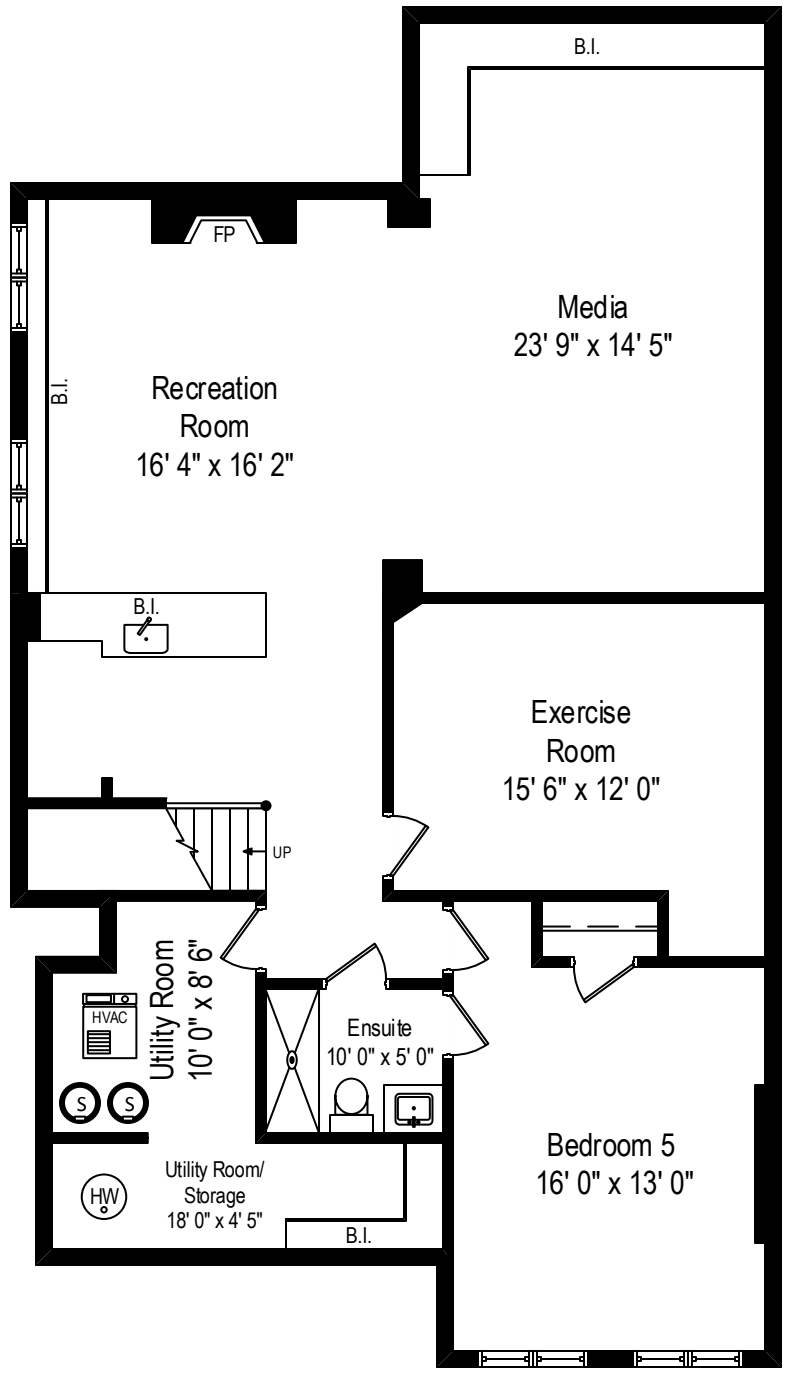 B.I.
FP
Media
23' 9" x 14' 5"
B.I.
Recreation
Room
16' 4" x 16' 2"
B.I.
Exercise
Room
15' 6" x 12' 0"
UP
Utility Room
10' 0" x 8' 6"
HVAC
Ensuite
10' 0" x 5' 0"
S
S
Bedroom 5
16' 0" x 13' 0"
Utility Room/
Storage
18' 0" x 4' 5"
HW
B.I.